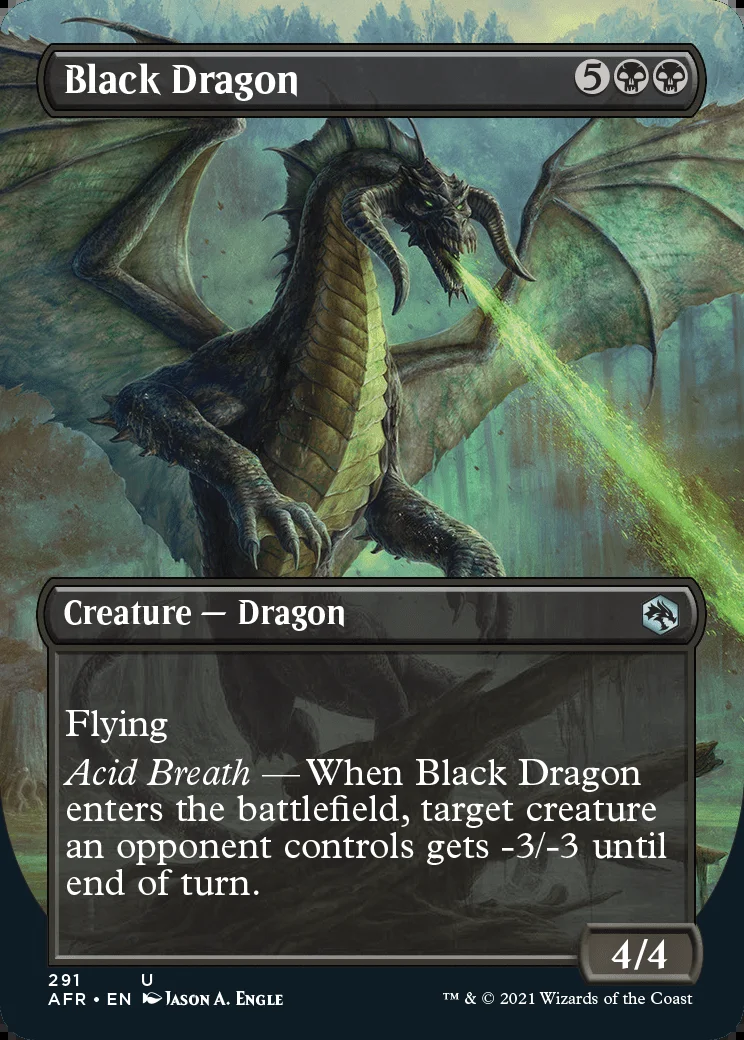 Black Dragon 5
Creature — Dragon
Flying
Acid Breath — When Black Dragon
enters the battlefield, target creature
an opponent controls gets -3/-3 until
end of turn.
4/4
291 U
AFR • EN Jason A. Engle
™ & © 2021 Wizards of the Coast